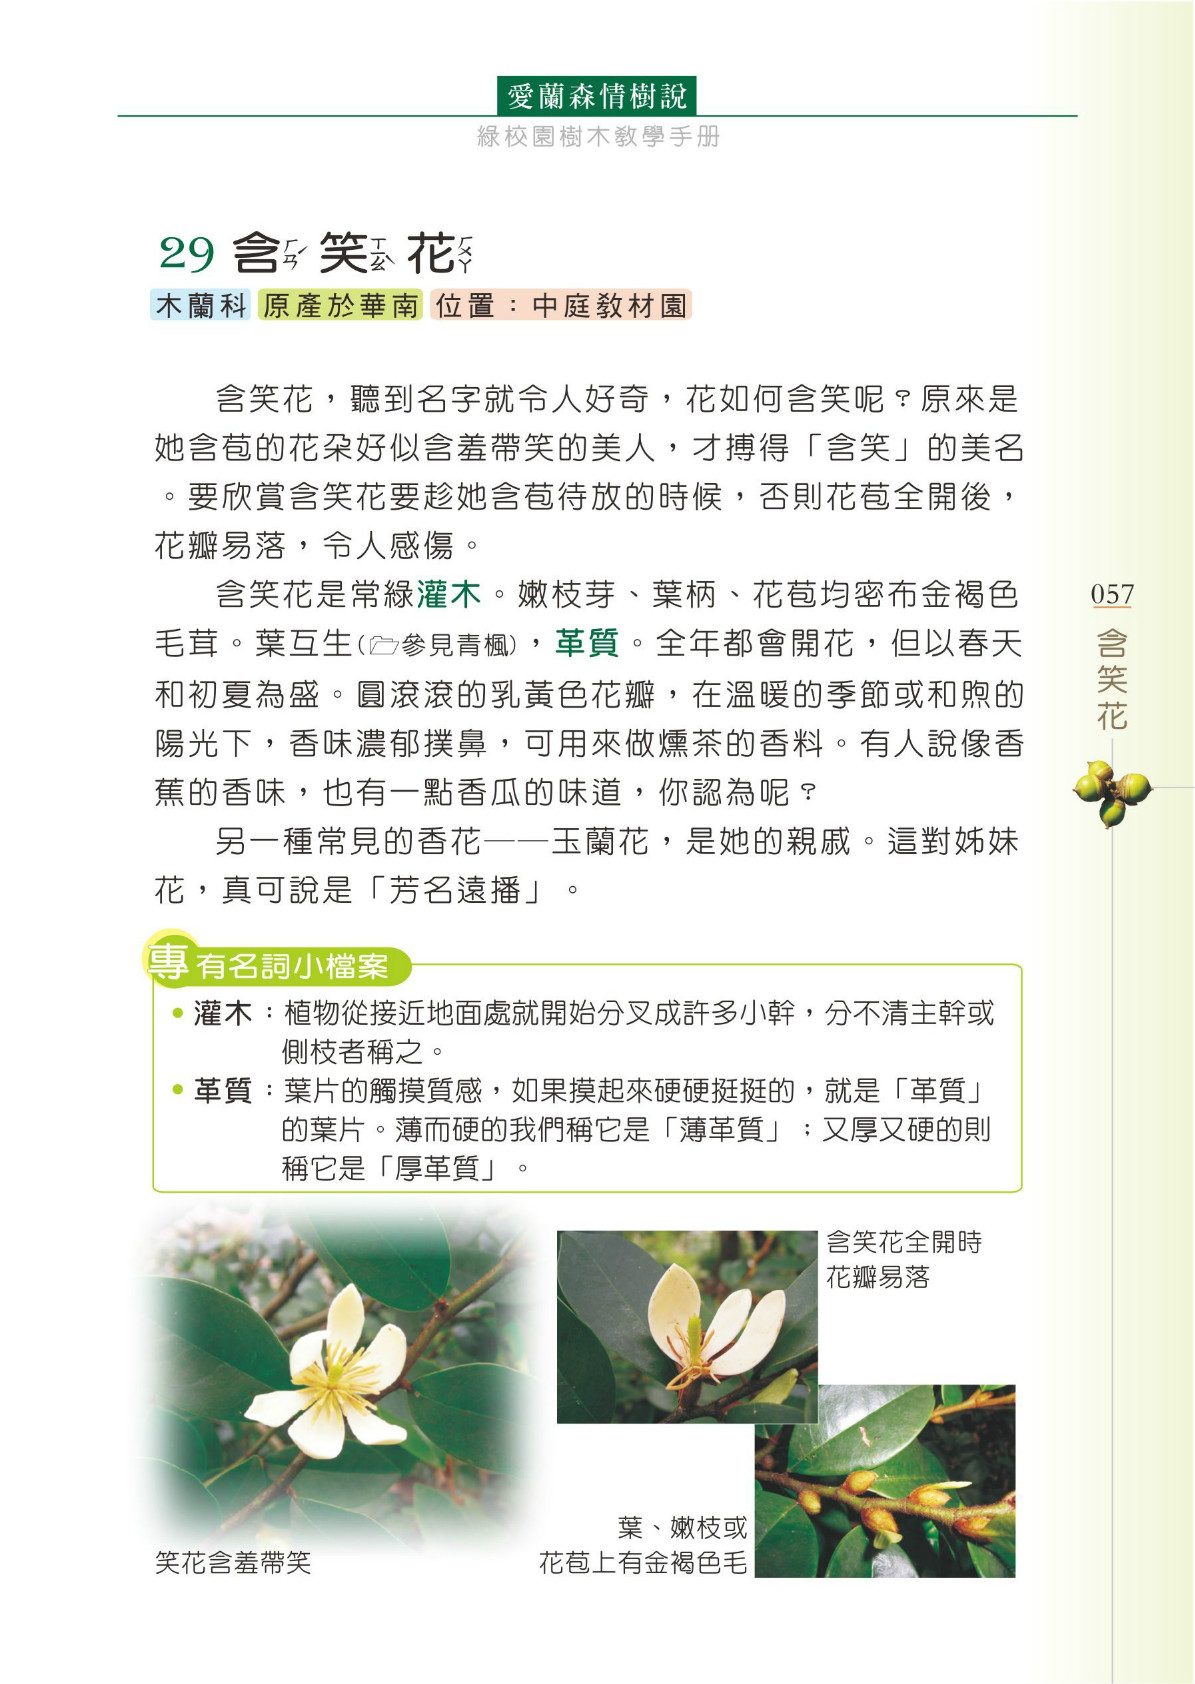 愛蘭森情樹說
綠校園樹木教學手册
29 含ㄏㄢˊ笑ㄒㄧㄠˋ花ㄏㄨㄚ
木蘭科 原產於華南 位置：中庭教材園
含笑花，聽到名字就令人好奇，花如何含笑呢？原來是
她含苞的花朶好似含羞帶笑的美人，才搏得「含笑」的美名
。要欣賞含笑花要趁她含苞待放的時候，否則花苞全開後，
花瓣易落，令人感傷。
含笑花是常綠灌木。嫩枝芽、葉柄、花苞均密布金褐色
毛茸。葉互生(參見青楓)，革質。全年都會開花，但以春天
和初夏為盛。圓滾滾的乳黃色花瓣，在溫暖的季節或和煦的
陽光下，香味濃郁撲鼻，可用來做燻茶的香料。有人說像香
蕉的香味，也有一點香瓜的味道，你認為呢？
另一種常見的香花——玉蘭花，是她的親戚。這對姊妹
花，真可說是「芳名遠播」。
專有名詞小檔案
• 灌木：植物從接近地面處就開始分叉成許多小幹，分不清主幹或
側枝者稱之。
• 革質：葉片的觸摸質感，如果摸起來硬硬挺挺的，就是「革質」
的葉片。薄而硬的我們稱它是「薄革質」；又厚又硬的則
稱它是「厚革質」。
含笑花全開時
花瓣易落
葉、嫩枝或
花苞上有金褐色毛
笑花含羞帶笑
057
含笑花